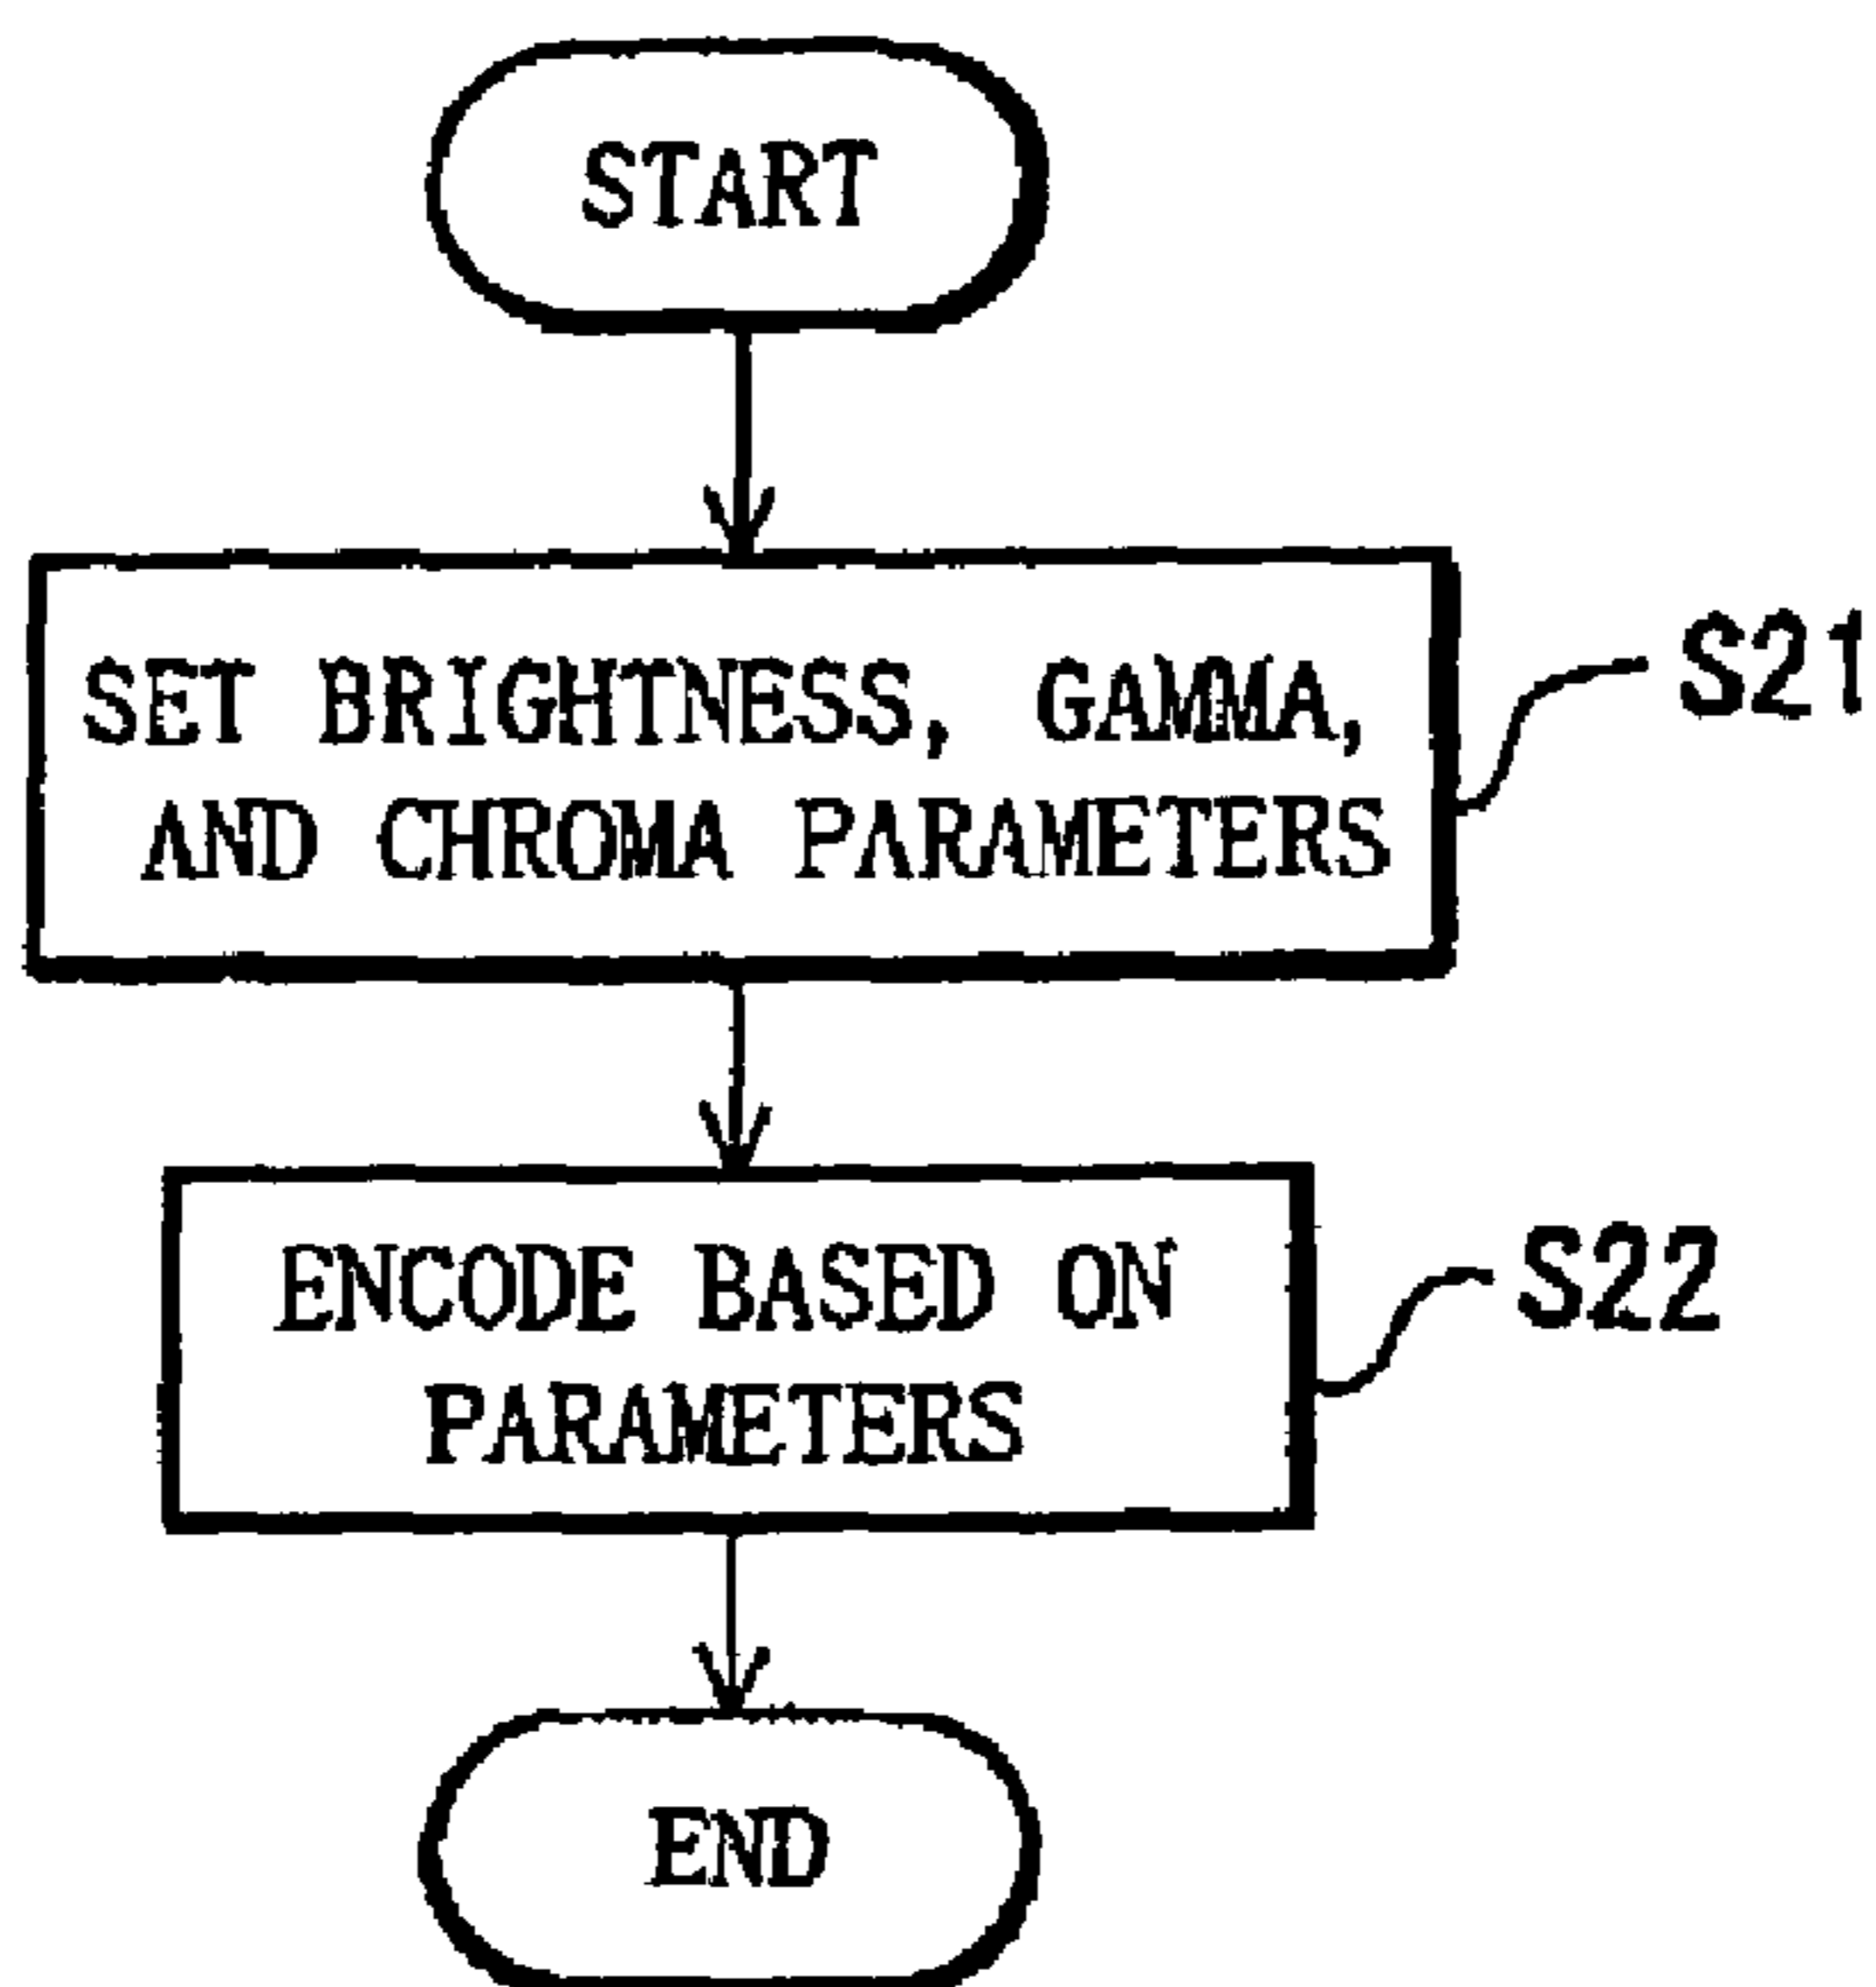 START
SET BRIGHTNESS, GAMMA,
AND CHROMA PARAMETERS
S21
ENCODE BASED ON
PARAMETERS
S22
END